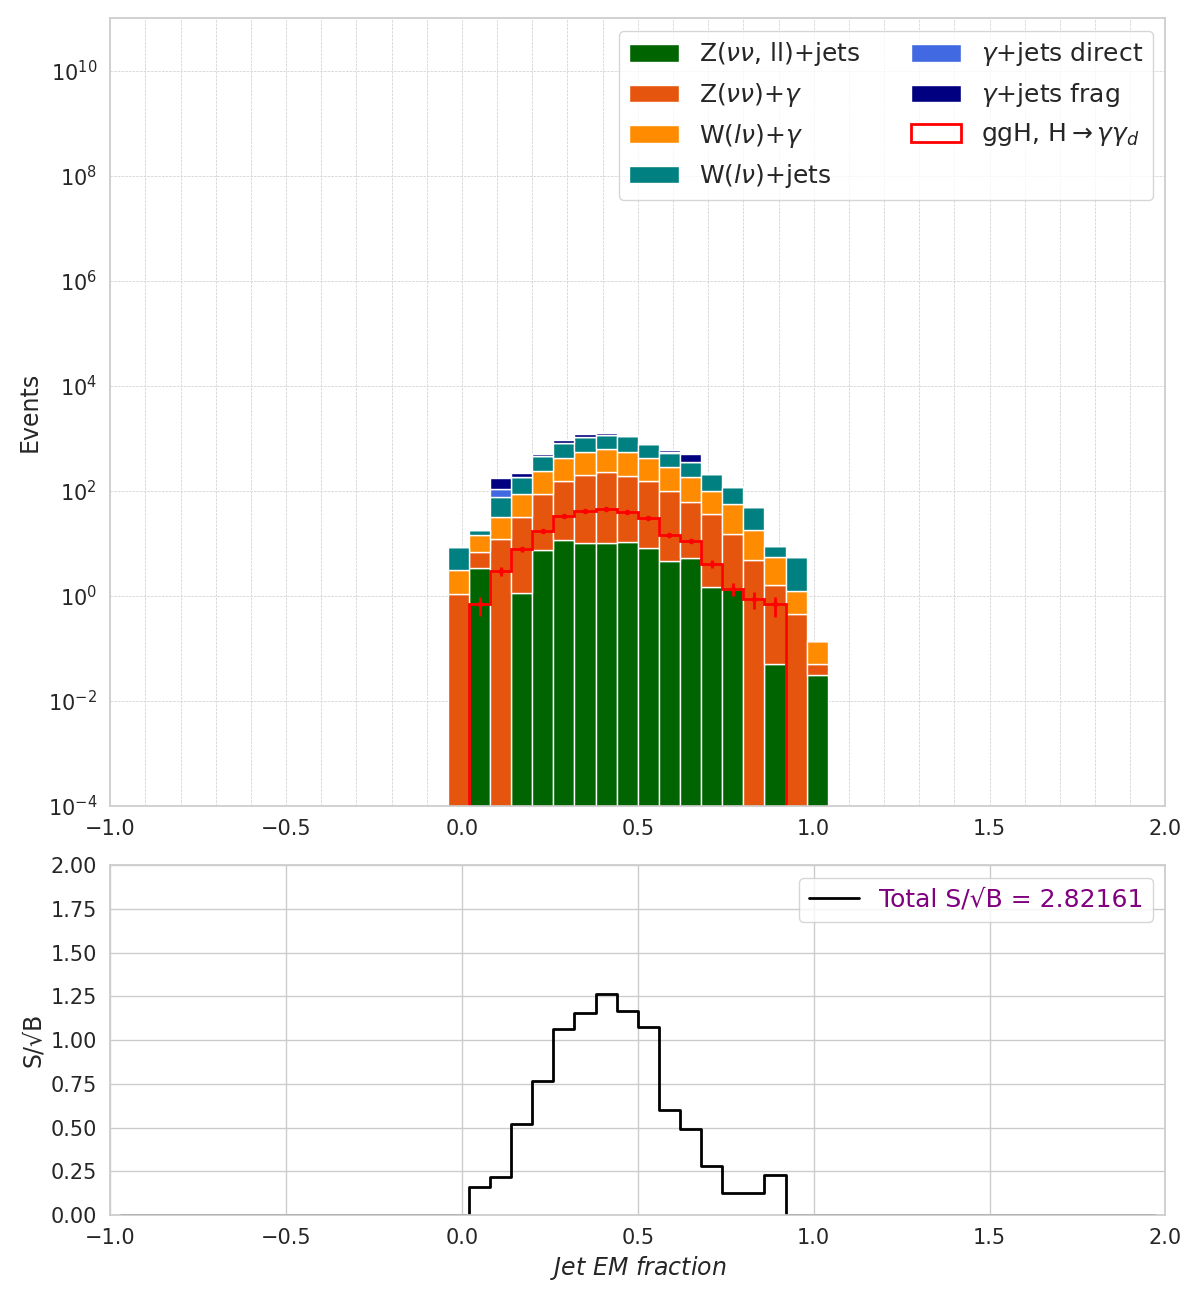 Z(νν, ll)+jets
Z(νν)+γ
W(lν)+γ
W(lν)+jets
γ+jets direct
γ+jets frag
ggH, H→γγ_d
Events
10^10
10^8
10^6
10^4
10^2
10^0
10^−2
10^−4
−1.0 −0.5 0.0 0.5 1.0 1.5 2.0
Total S/√B = 2.82161
S/√B
2.00
1.75
1.50
1.25
1.00
0.75
0.50
0.25
0.00
−1.0 −0.5 0.0 0.5 1.0 1.5 2.0
Jet EM fraction